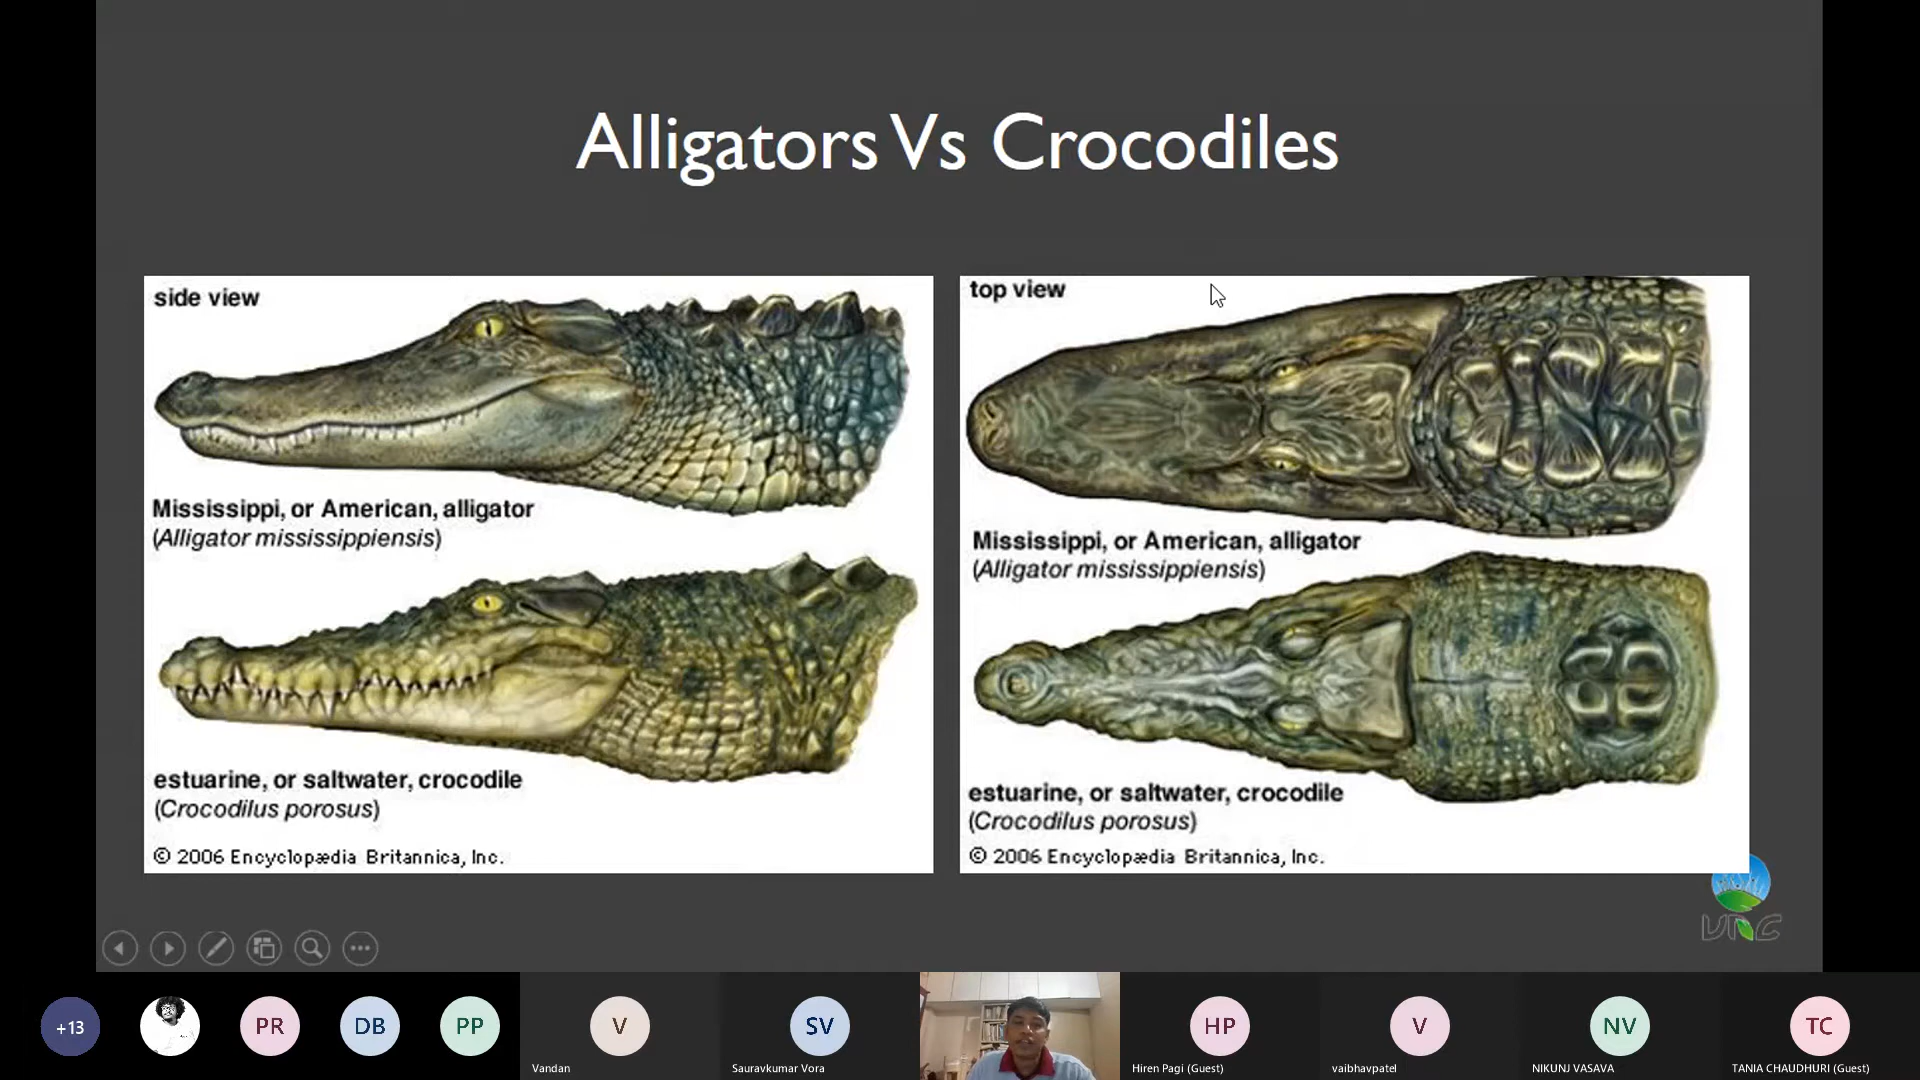 Alligators Vs Crocodiles
side view
Mississippi, or American, alligator
(Alligator mississippiensis)
estuarine, or saltwater, crocodile
(Crocodilus porosus)
© 2006 Encyclopædia Britannica, Inc.
top view
Mississippi, or American, alligator
(Alligator mississippiensis)
estuarine, or saltwater, crocodile
(Crocodilus porosus)
© 2006 Encyclopædia Britannica, Inc.
VNC
+13
PR
DB
PP
V
Vandan
SV
Sauravkumar Vora
HP
Hiren Pagi (Guest)
V
vaibhavpatel
NV
NIKUNJ VASAVA
TC
TANIA CHAUDHURI (Guest)